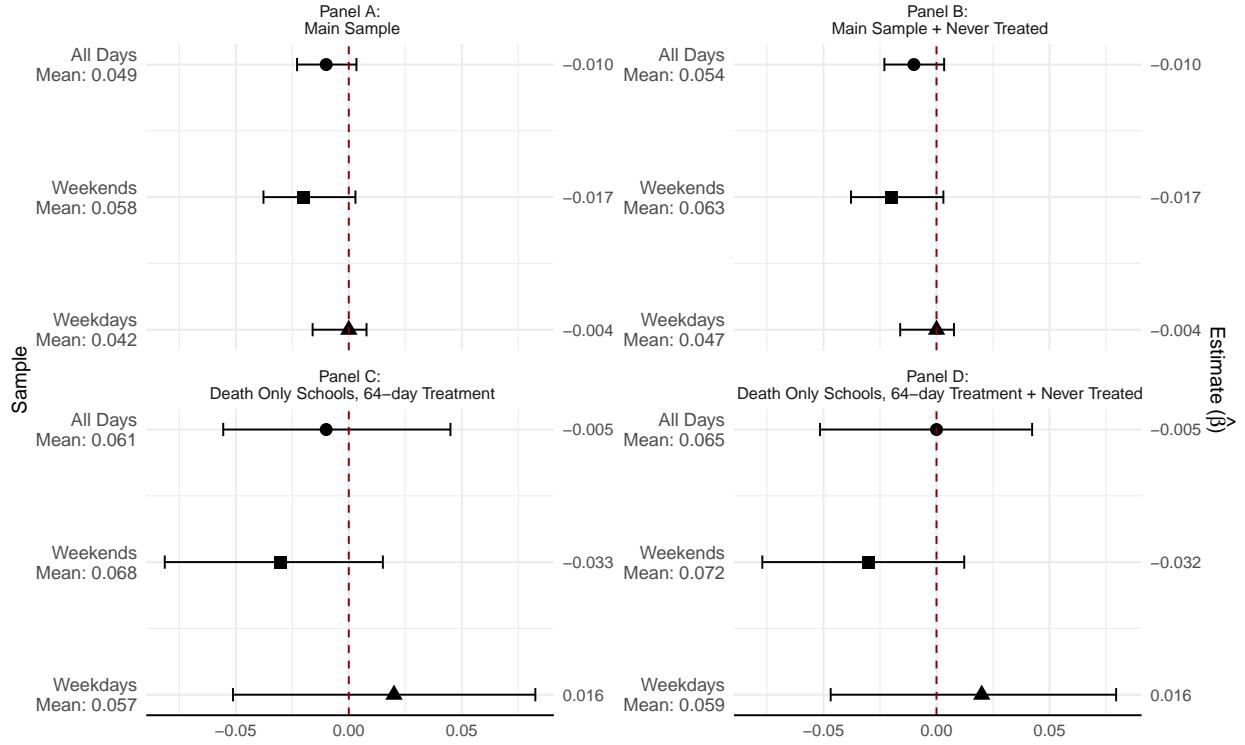 Panel A:
Main Sample
All Days
Mean: 0.049
−0.010
Weekends
Mean: 0.058
−0.017
Weekdays
Mean: 0.042
−0.004
Panel B:
Main Sample + Never Treated
All Days
Mean: 0.054
−0.010
Weekends
Mean: 0.063
−0.017
Weekdays
Mean: 0.047
−0.004
Panel C:
Death Only Schools, 64−day Treatment
All Days
Mean: 0.061
−0.005
Weekends
Mean: 0.068
−0.033
Weekdays
Mean: 0.057
0.016
−0.05 0.00 0.05
Panel D:
Death Only Schools, 64−day Treatment + Never Treated
All Days
Mean: 0.065
−0.005
Weekends
Mean: 0.072
−0.032
Weekdays
Mean: 0.059
0.016
−0.05 0.00 0.05
Sample
Estimate (β̂)